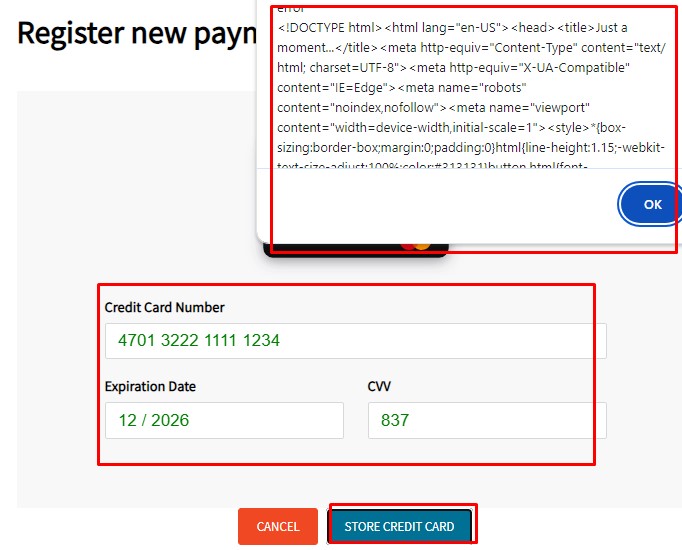 error
Register new payn
<!DOCTYPE html><html lang="en-US"><head><title>Just a
moment...</title><meta http-equiv="Content-Type" content="text/
html; charset=UTF-8"><meta http-equiv="X-UA-Compatible"
content="IE=Edge"><meta name="robots"
content="noindex,nofollow"><meta name="viewport"
content="width=device-width,initial-scale=1"><style>*{box-
sizing:border-box;margin:0;padding:0}html{line-height:1.15;-webkit-
text-size-adjust:100%;color:#313131}button,html{font-
OK
Credit Card Number
4701 3222 1111 1234
Expiration Date CVV
12 / 2026 837
CANCEL STORE CREDIT CARD